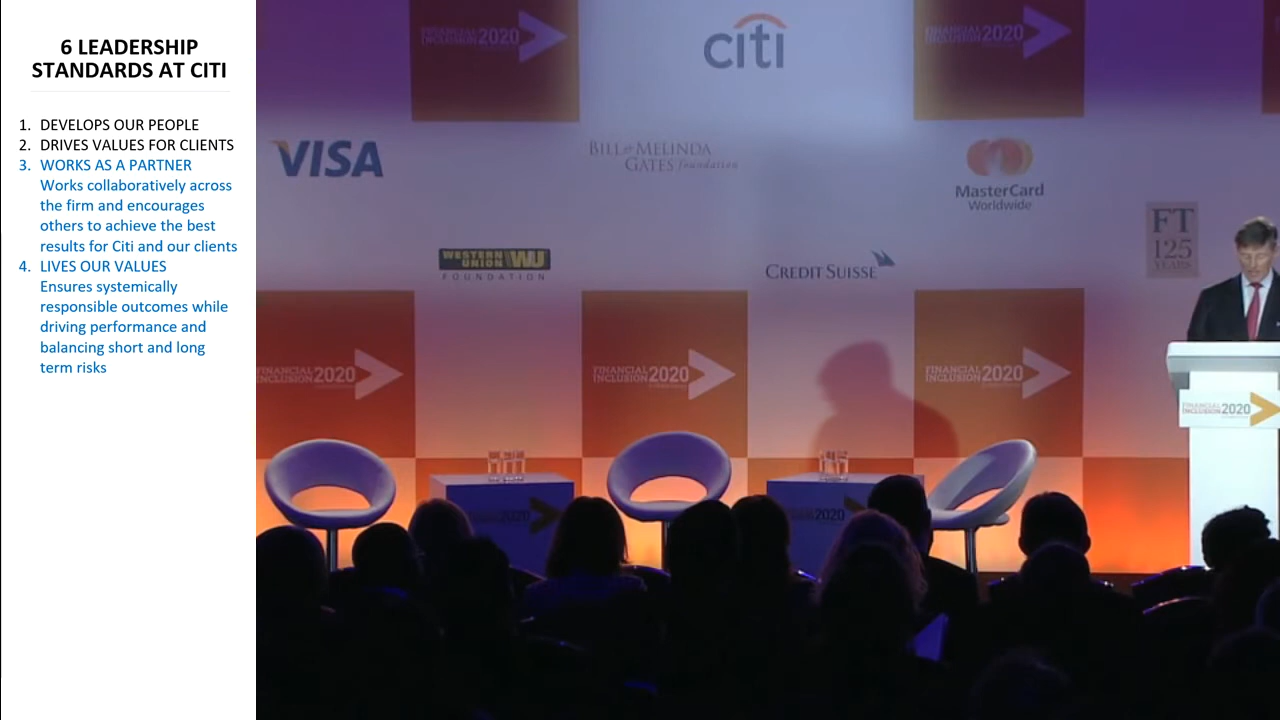 6 LEADERSHIP
STANDARDS AT CITI
1. DEVELOPS OUR PEOPLE
2. DRIVES VALUES FOR CLIENTS
3. WORKS AS A PARTNER
Works collaboratively across
the firm and encourages
others to achieve the best
results for Citi and our clients
4. LIVES OUR VALUES
Ensures systemically
responsible outcomes while
driving performance and
balancing short and long
term risks
FINANCIAL
INCLUSION 2020
citi
FINANCIAL
INCLUSION 2020
VISA
BILL & MELINDA
GATES foundation
MasterCard
Worldwide
FT
125
YEARS
WESTERN
UNION WU
FOUNDATION
CREDIT SUISSE
FINANCIAL
INCLUSION 2020
FINANCIAL
INCLUSION 2020
FINANCIAL
INCLUSION 2020
FINANCIAL
INCLUSION 2020
2020
2020